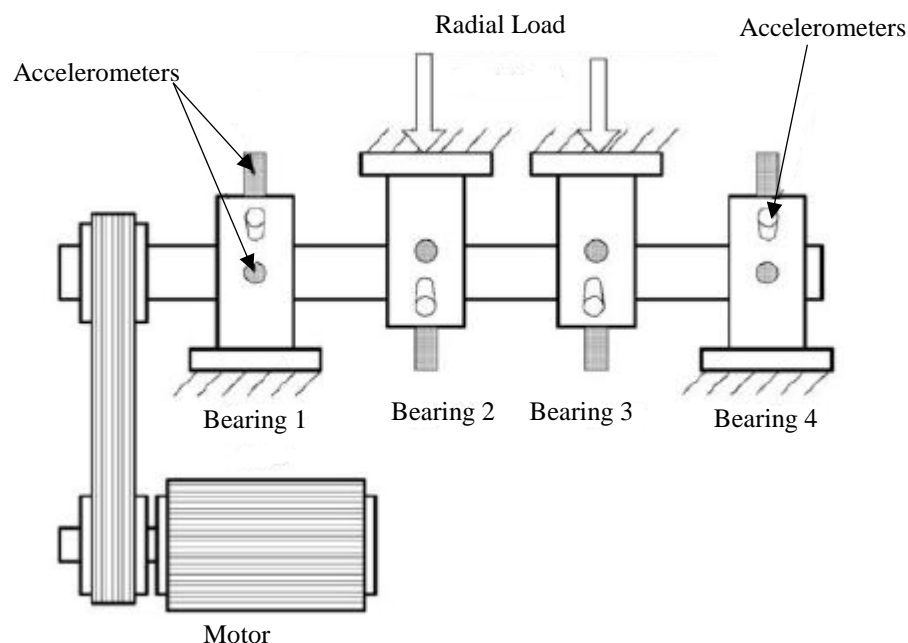 Radial Load
Accelerometers
Accelerometers
Bearing 1
Bearing 2
Bearing 3
Bearing 4
Motor